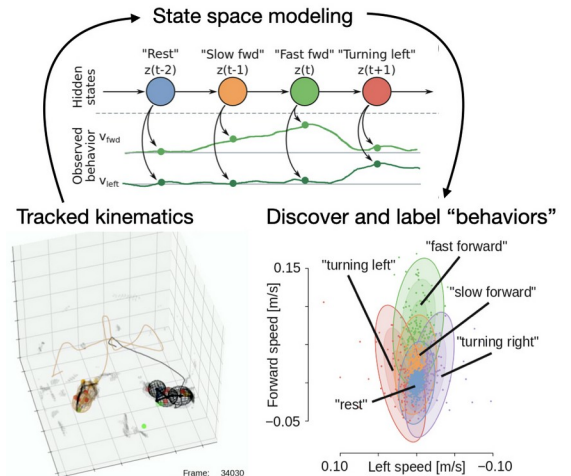 State space modeling
"Rest" "Slow fwd" "Fast fwd" "Turning left"
z(t-2) z(t-1) z(t) z(t+1)
Hidden
states
Observed
behavior
vfwd
vleft
Tracked kinematics
Discover and label “behaviors”
"fast forward"
"turning left"
0.15
"slow forward"
"turning right"
Forward speed [m/s]
"rest"
-0.05
0.10 Left speed [m/s] -0.10
Frame: 34030